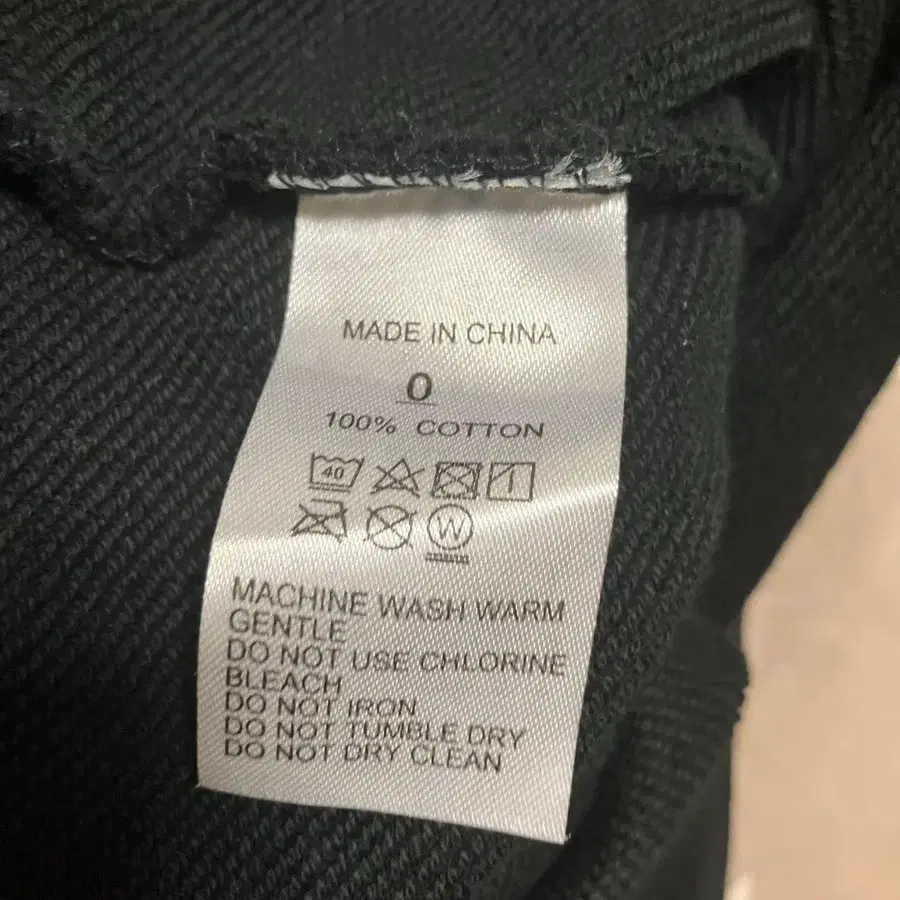 MADE IN CHINA
0
100% COTTON
40
W
MACHINE WASH WARM
GENTLE
DO NOT USE CHLORINE
BLEACH
DO NOT IRON
DO NOT TUMBLE DRY
DO NOT DRY CLEAN